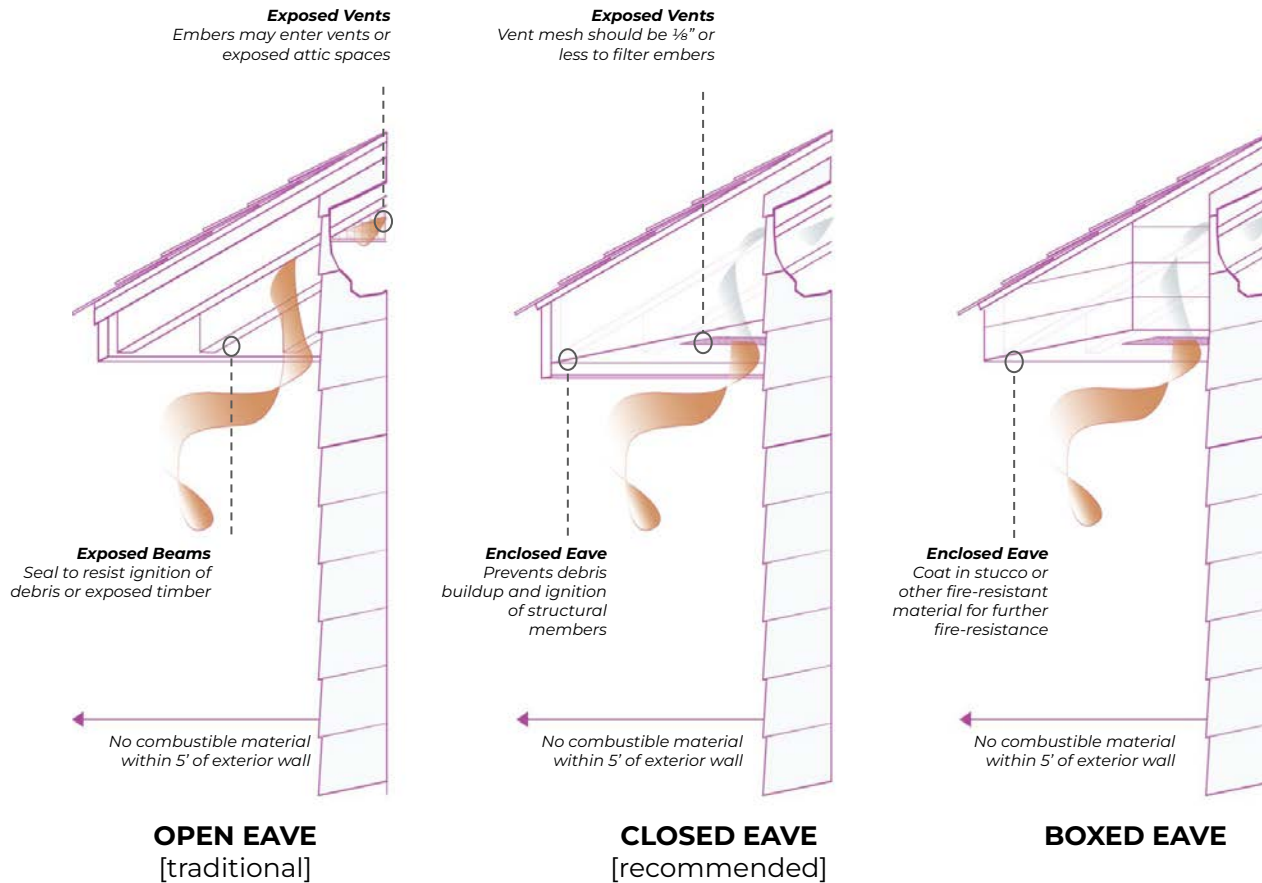 Exposed Vents
Embers may enter vents or
exposed attic spaces
Exposed Vents
Vent mesh should be ⅛” or
less to filter embers
Exposed Beams
Seal to resist ignition of
debris or exposed timber
Enclosed Eave
Prevents debris
buildup and ignition
of structural
members
Enclosed Eave
Coat in stucco or
other fire-resistant
material for further
fire-resistance
No combustible material
within 5’ of exterior wall
No combustible material
within 5’ of exterior wall
No combustible material
within 5’ of exterior wall
OPEN EAVE
[traditional]
CLOSED EAVE
[recommended]
BOXED EAVE